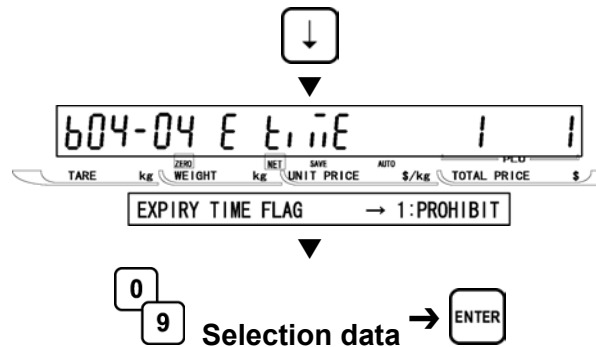 ↓
▼
b04-04 E timE 1 1
ZERO NET SAVE AUTO PLU
TARE kg WEIGHT kg UNIT PRICE $/kg TOTAL PRICE $
EXPIRY TIME FLAG → 1:PROHIBIT
▼
0
9 Selection data ➔ ENTER